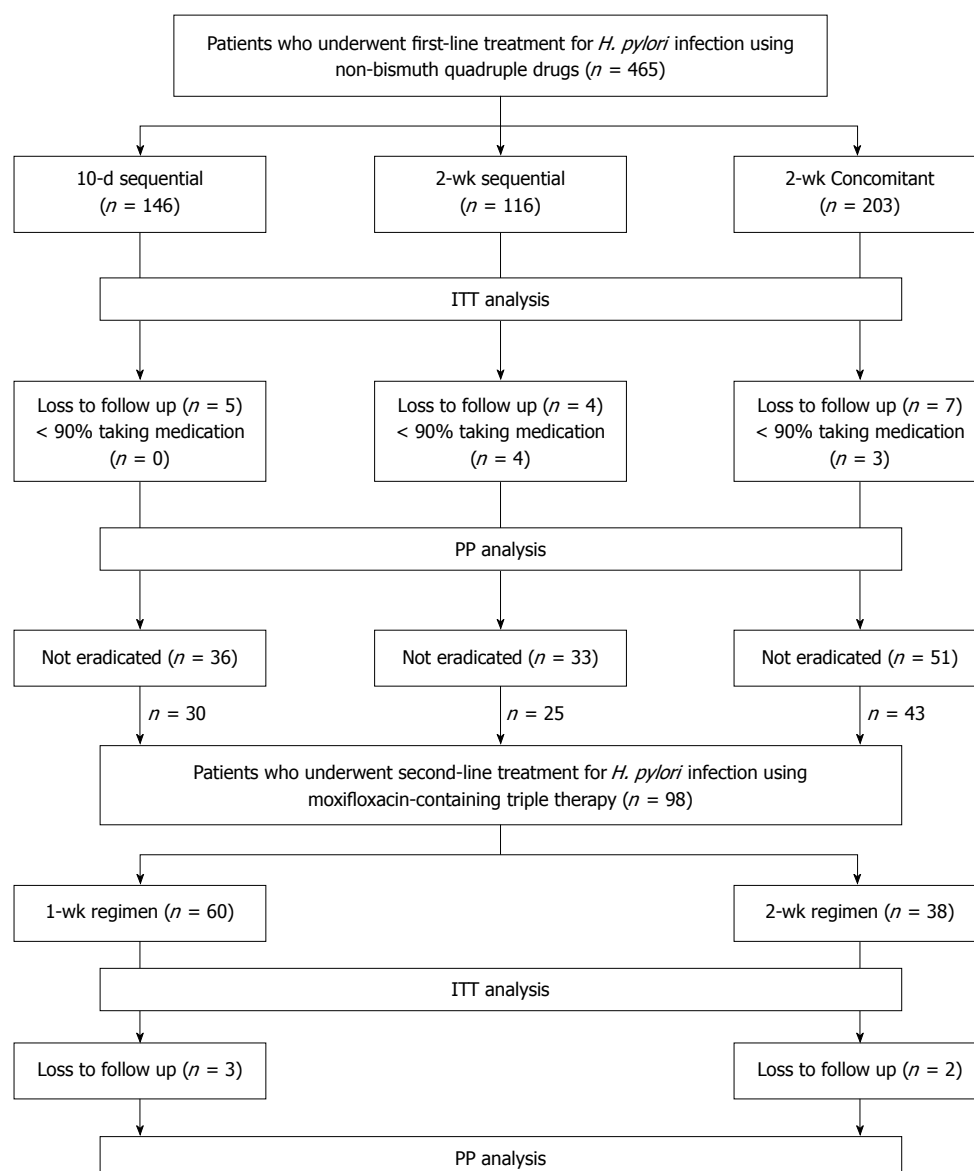 Patients who underwent first-line treatment for H. pylori infection using
non-bismuth quadruple drugs (n = 465)
10-d sequential
(n = 146)
2-wk sequential
(n = 116)
2-wk Concomitant
(n = 203)
ITT analysis
Loss to follow up (n = 5)
< 90% taking medication
(n = 0)
Loss to follow up (n = 4)
< 90% taking medication
(n = 4)
Loss to follow up (n = 7)
< 90% taking medication
(n = 3)
PP analysis
Not eradicated (n = 36)
Not eradicated (n = 33)
Not eradicated (n = 51)
n = 30
n = 25
n = 43
Patients who underwent second-line treatment for H. pylori infection using
moxifloxacin-containing triple therapy (n = 98)
1-wk regimen (n = 60)
2-wk regimen (n = 38)
ITT analysis
Loss to follow up (n = 3)
Loss to follow up (n = 2)
PP analysis